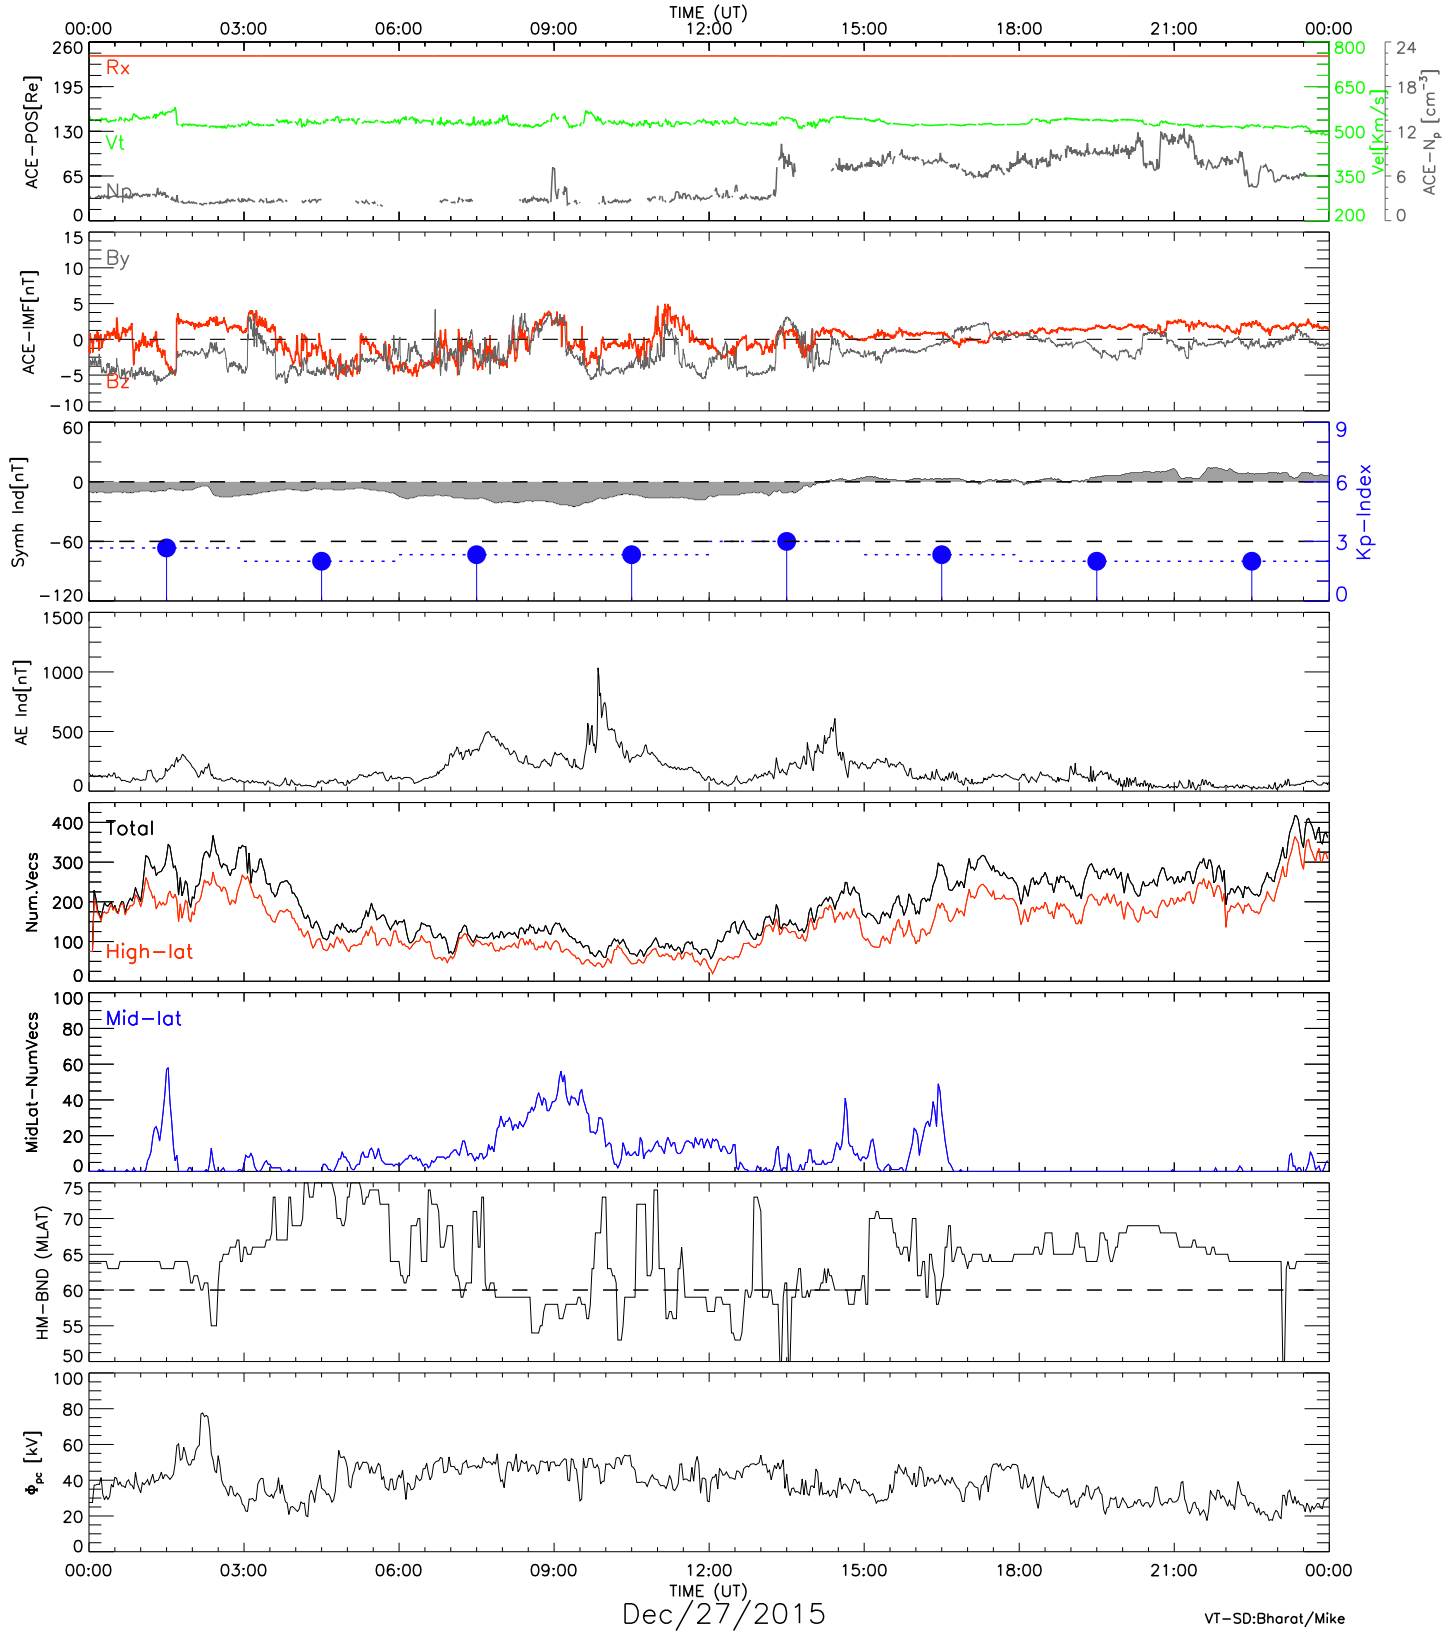 TIME (UT)
00:00 03:00 06:00 09:00 12:00 15:00 18:00 21:00 00:00
260 195 130 65 0
ACE-POS[Re]
Rx
Vt
Np
800 650 500 350 200
Vel[Km/s]
24 18 12 6 0
ACE-Np [cm-3]
15 10 5 0 -5 -10
ACE-IMF[nT]
By
Bz
60 0 -60 -120
Symh Ind[nT]
9 6 3 0
Kp-Index
1500 1000 500 0
AE Ind[nT]
400 300 200 100 0
Num.Vecs
Total
High-lat
100 80 60 40 20 0
MidLat-NumVecs
Mid-lat
75 70 65 60 55 50
HM-BND (MLAT)
100 80 60 40 20 0
Φpc [kV]
00:00 03:00 06:00 09:00 12:00 15:00 18:00 21:00 00:00
TIME (UT)
Dec/27/2015
VT-SD:Bharat/Mike